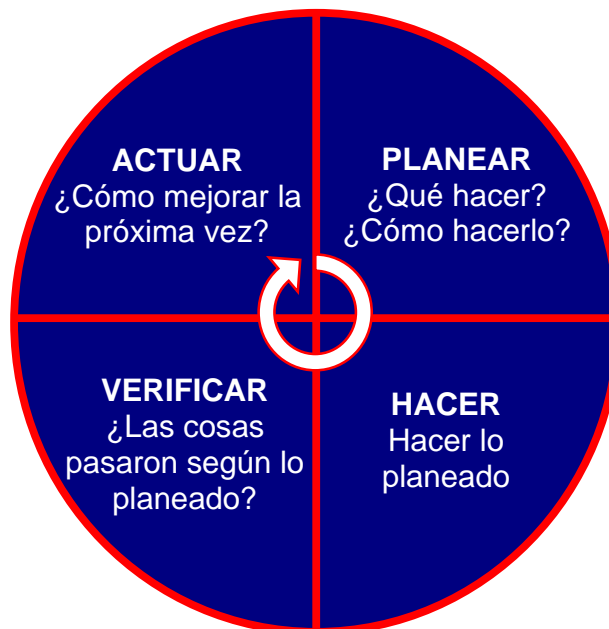 ACTUAR
¿Cómo mejorar la
próxima vez?
PLANEAR
¿Qué hacer?
¿Cómo hacerlo?
VERIFICAR
¿Las cosas
pasaron según lo
planeado?
HACER
Hacer lo
planeado